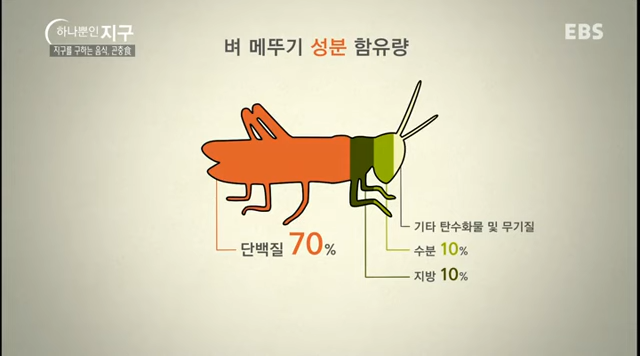 하나뿐인 지구
지구를 구하는 음식, 곤충食
EBS
벼 메뚜기 성분 함유량
기타 탄수화물 및 무기질
단백질 70%
수분 10%
지방 10%